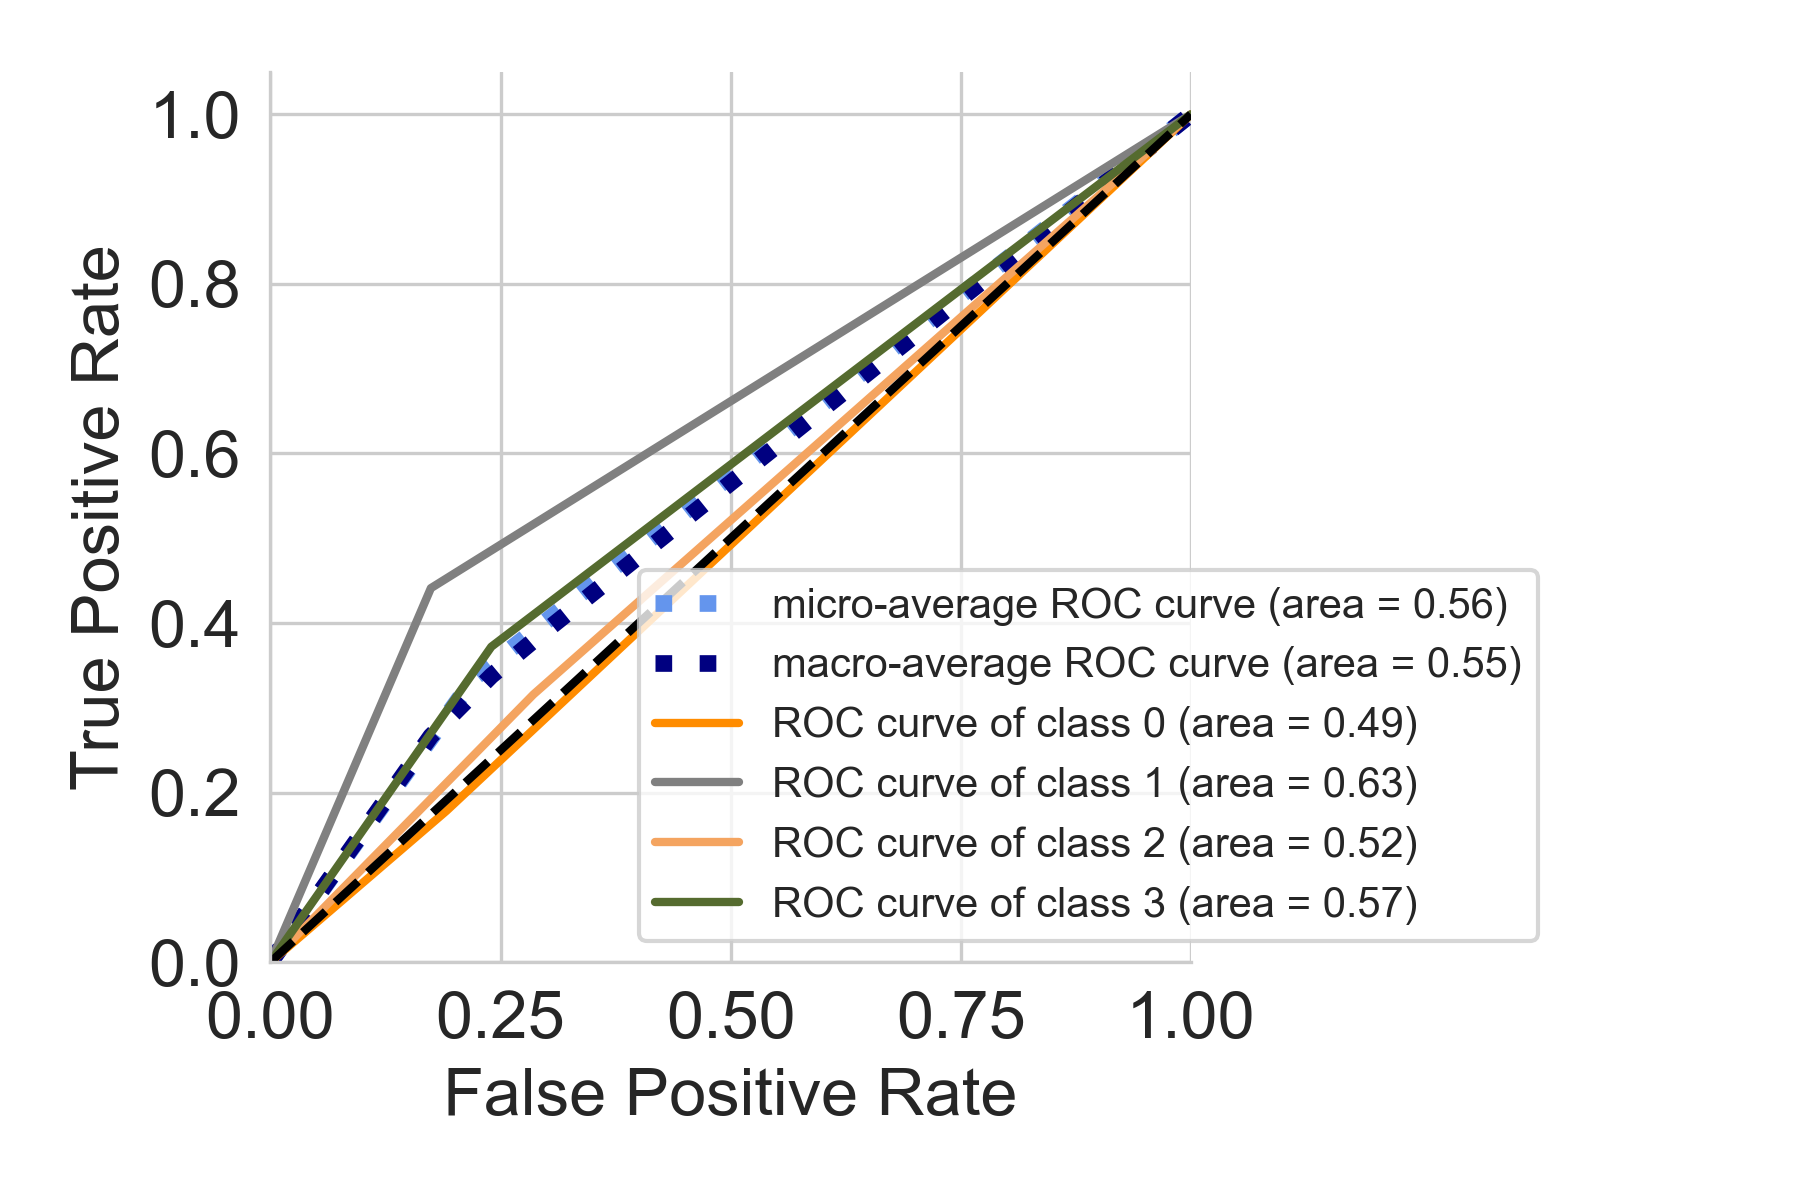 True Positive Rate
1.0
0.8
0.6
0.4
0.2
0.0
0.00 0.25 0.50 0.75 1.00
False Positive Rate
micro-average ROC curve (area = 0.56)
macro-average ROC curve (area = 0.55)
ROC curve of class 0 (area = 0.49)
ROC curve of class 1 (area = 0.63)
ROC curve of class 2 (area = 0.52)
ROC curve of class 3 (area = 0.57)